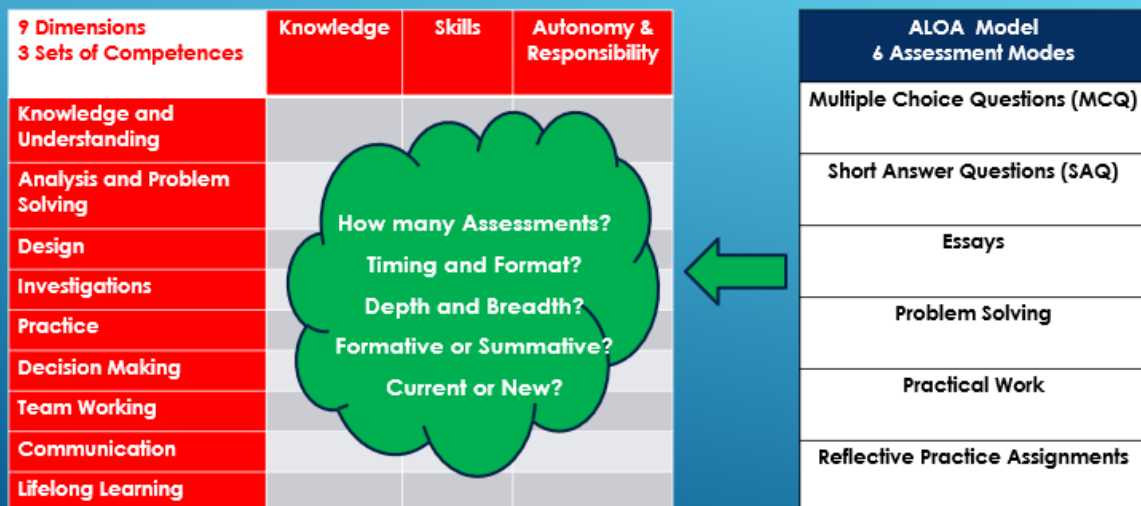 9 Dimensions
3 Sets of Competences
Knowledge
Skills
Autonomy &
Responsibility
Knowledge and
Understanding
Analysis and Problem
Solving
Design
Investigations
Practice
Decision Making
Team Working
Communication
Lifelong Learning
How many Assessments?
Timing and Format?
Depth and Breadth?
Formative or Summative?
Current or New?
ALOA Model
6 Assessment Modes
Multiple Choice Questions (MCQ)
Short Answer Questions (SAQ)
Essays
Problem Solving
Practical Work
Reflective Practice Assignments